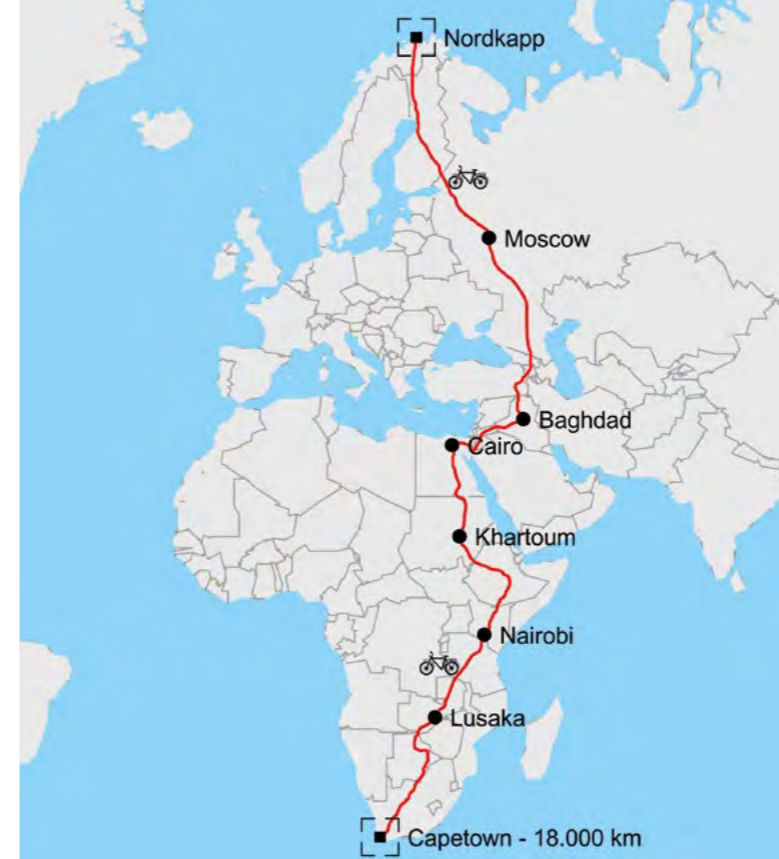 Nordkapp
Moscow
Baghdad
Cairo
Khartoum
Nairobi
Lusaka
Capetown - 18.000 km